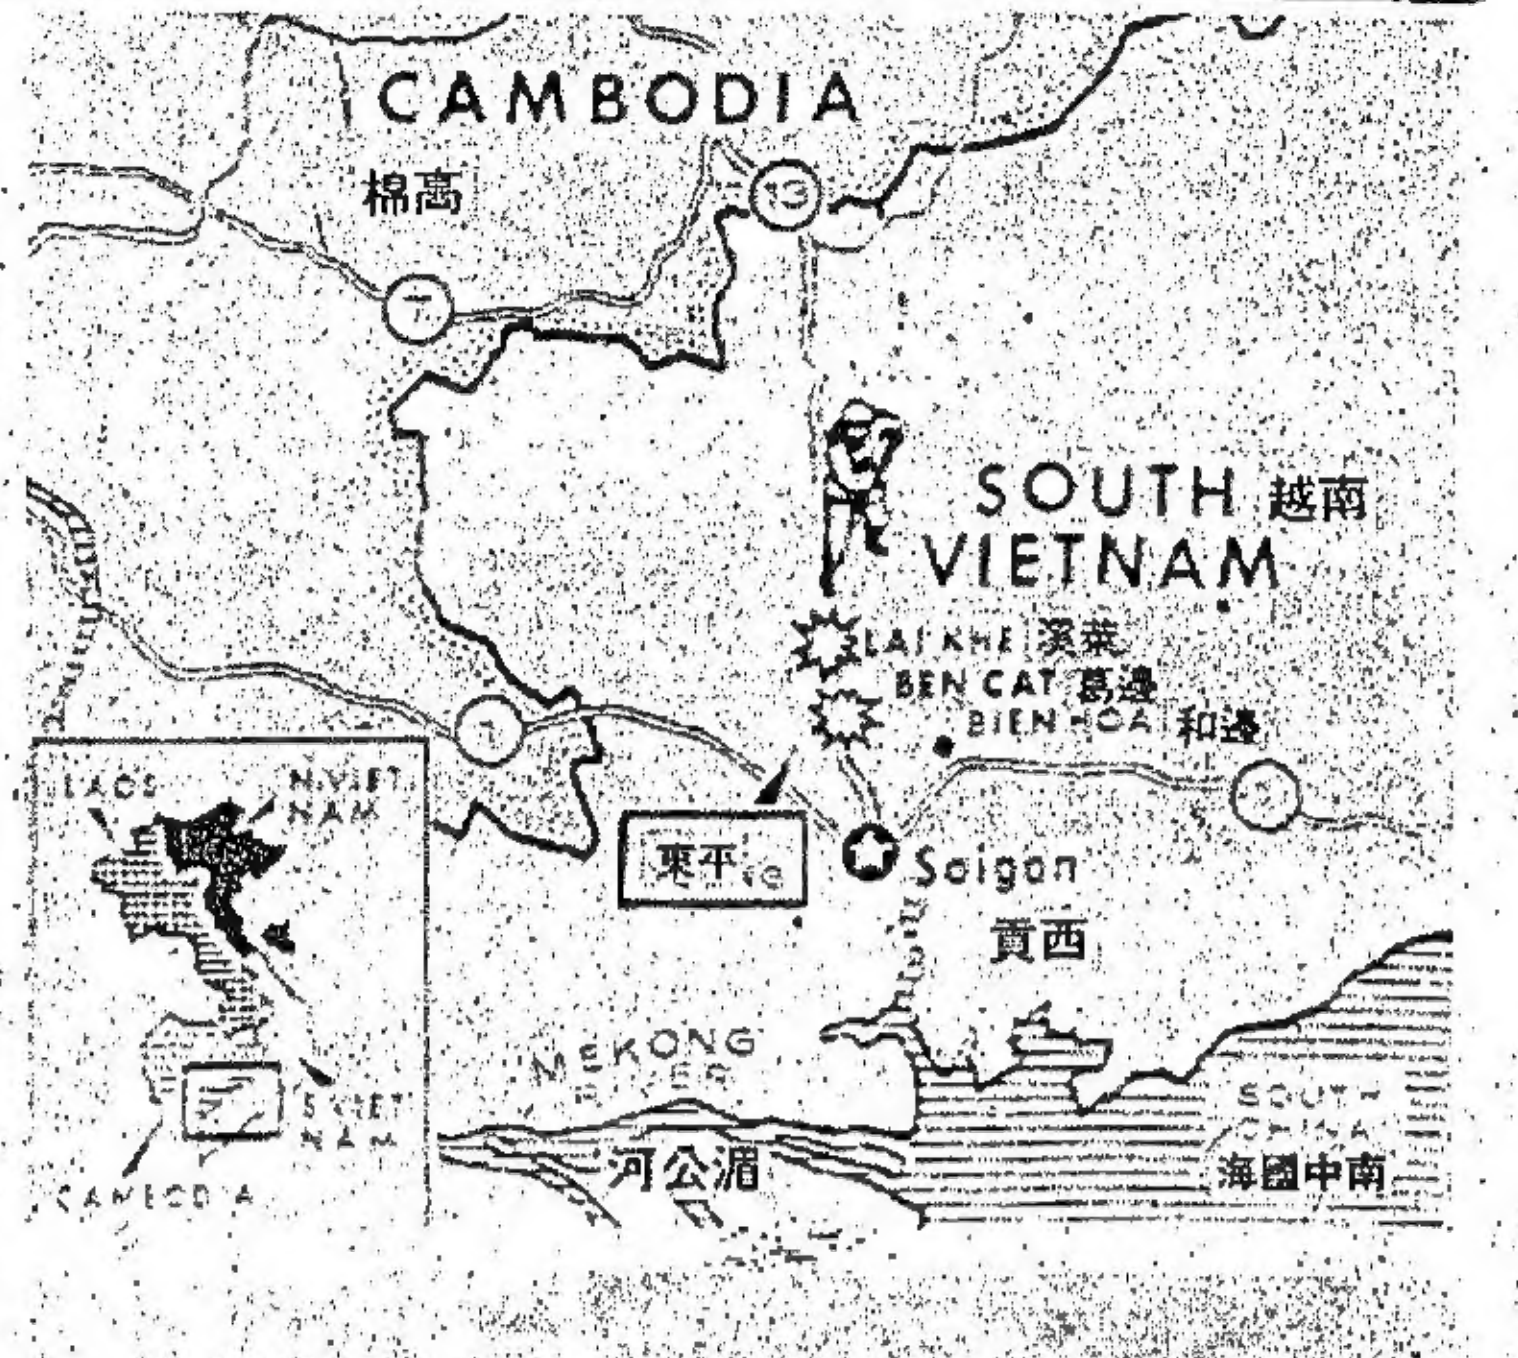 CAMBODIA
高棉
13
7
SOUTH 南越
VIETNAM
LAI KHE 萊溪
BEN CAT 邊葛
BIEN HOA 邊和
1
LAOS
N. VIET
NAM
平東
Saigon
西貢
MEKONG
S. VIET
NAM
CAMBODIA
湄公河
SOUTH
CHINA
南中國海